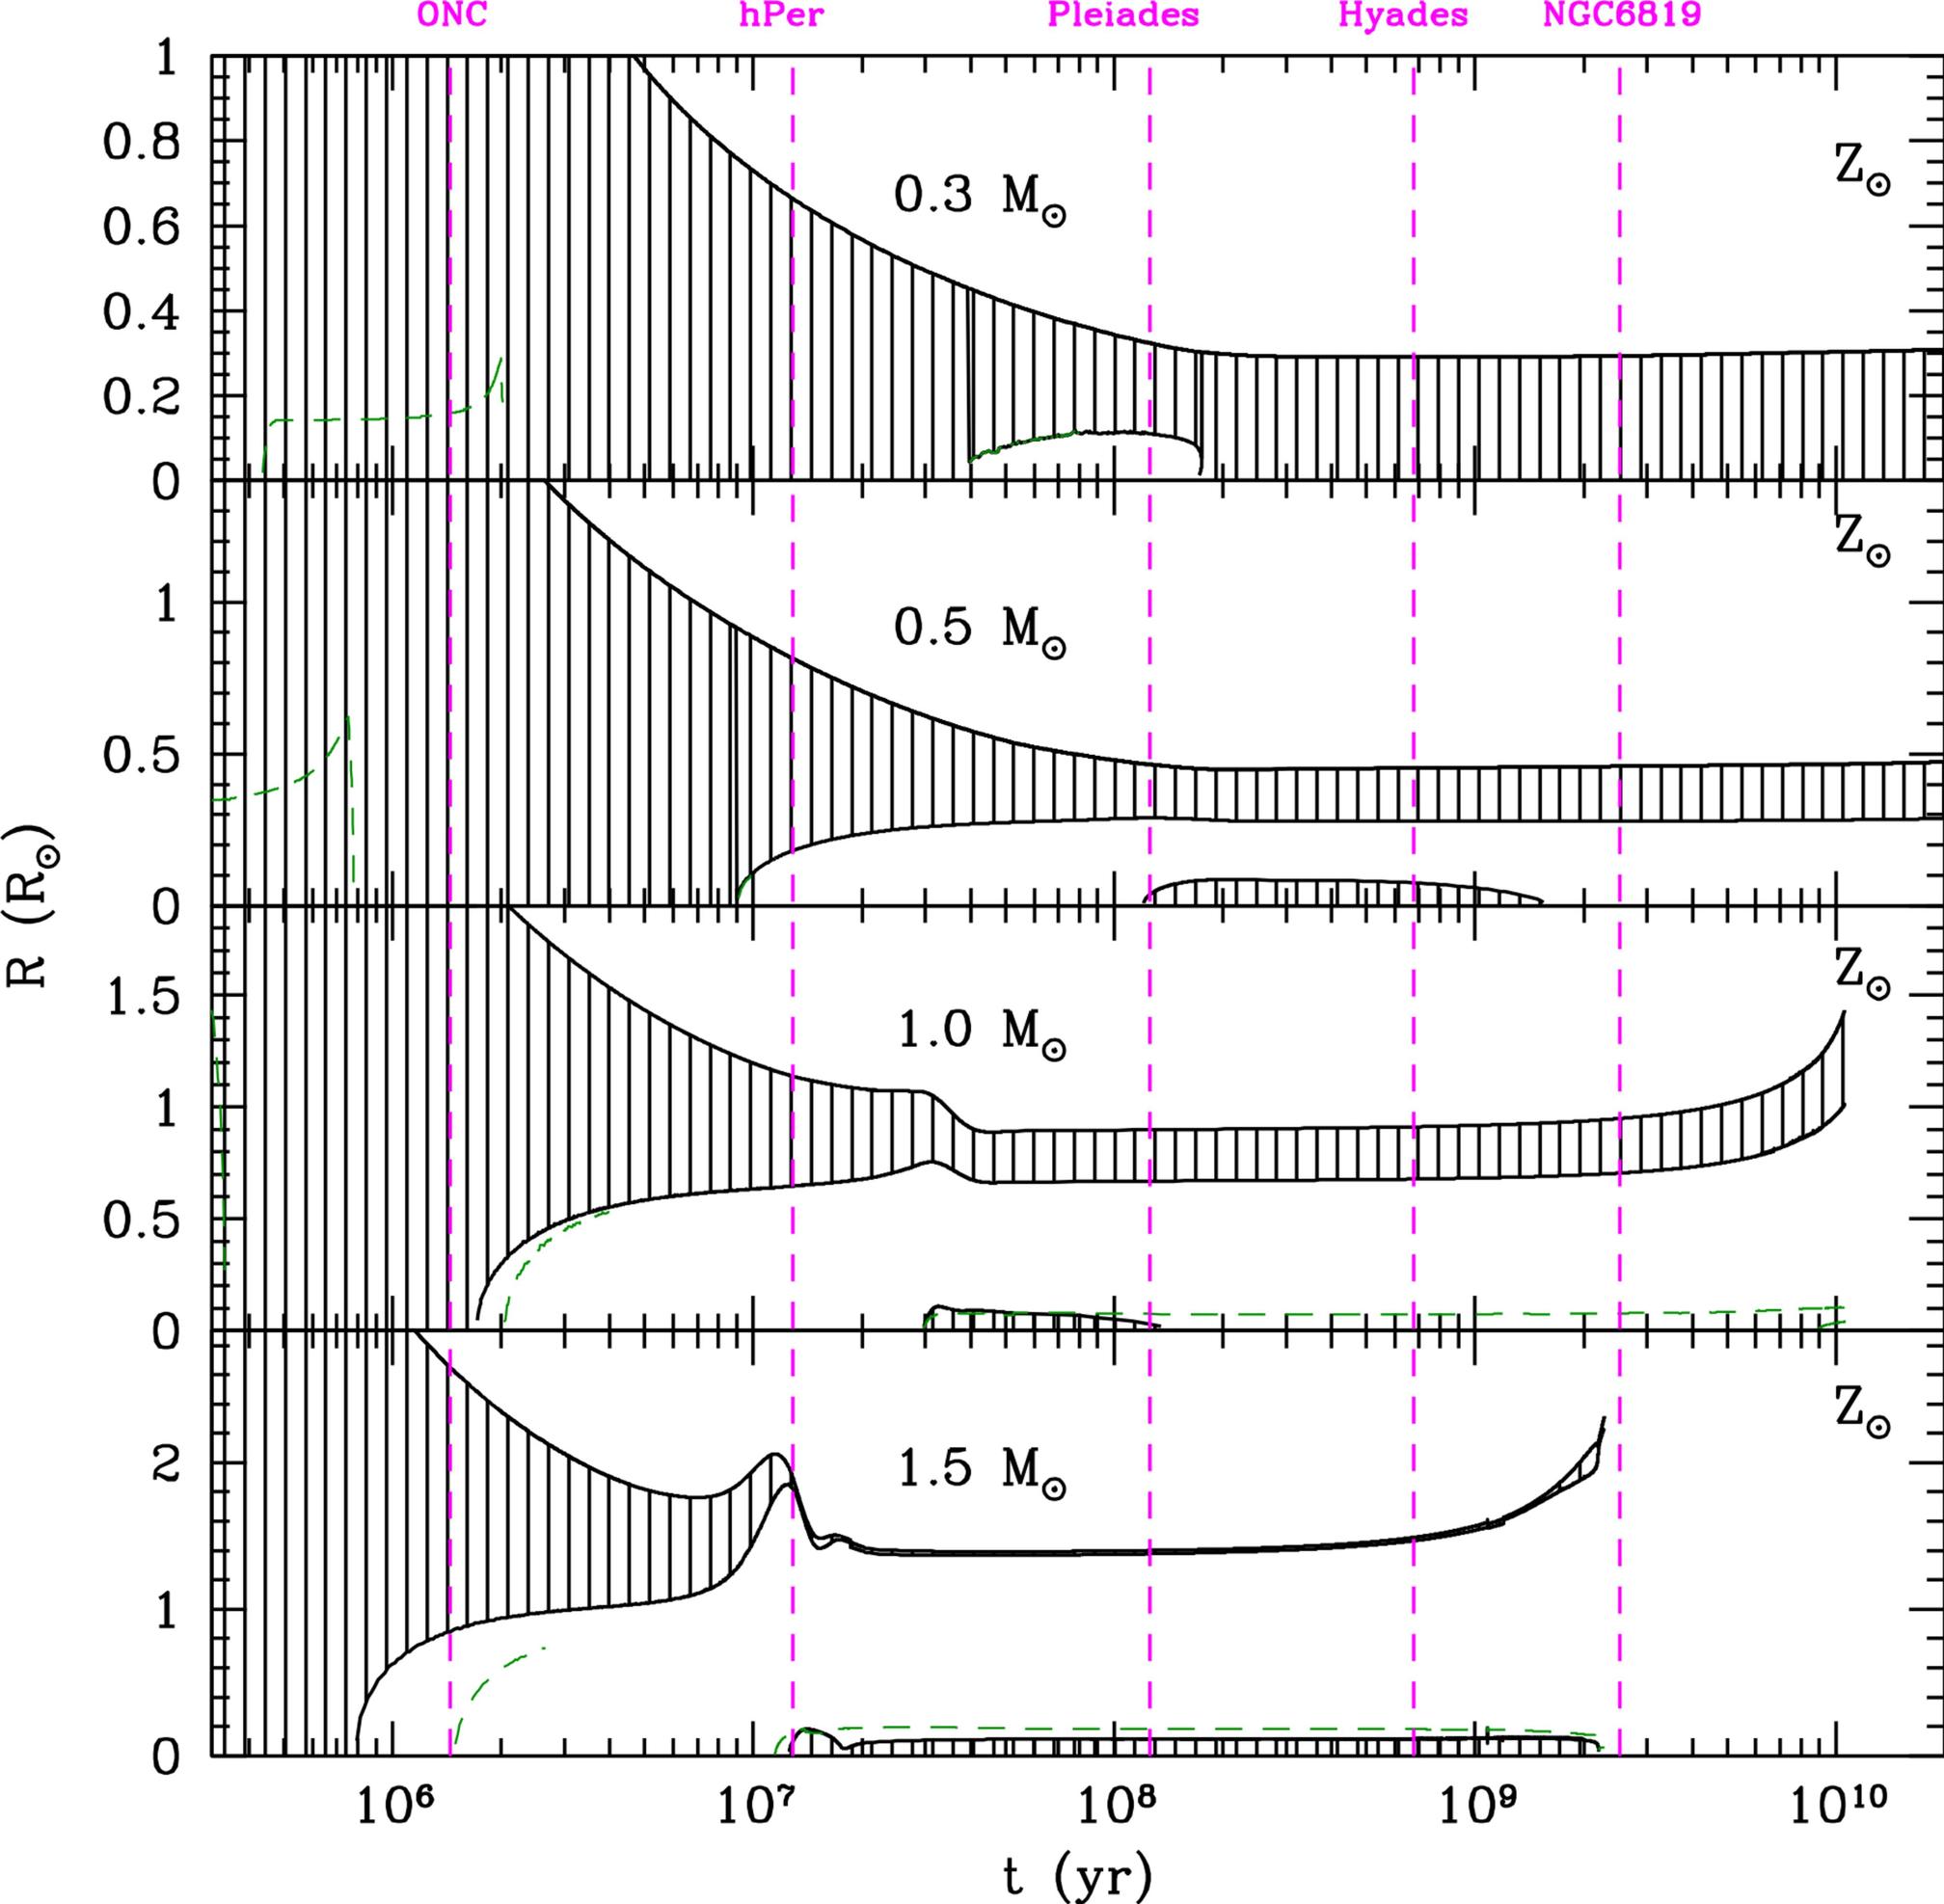 ONC hPer Pleiades Hyades NGC6819
1
0.8
0.6
0.4
0.2
0
0.3 M☉
Z☉
1
0.5
0
0.5 M☉
Z☉
1.5
1
0.5
0
1.0 M☉
Z☉
2
1
0
1.5 M☉
Z☉
R (R☉)
10⁶ 10⁷ 10⁸ 10⁹ 10¹⁰
t (yr)